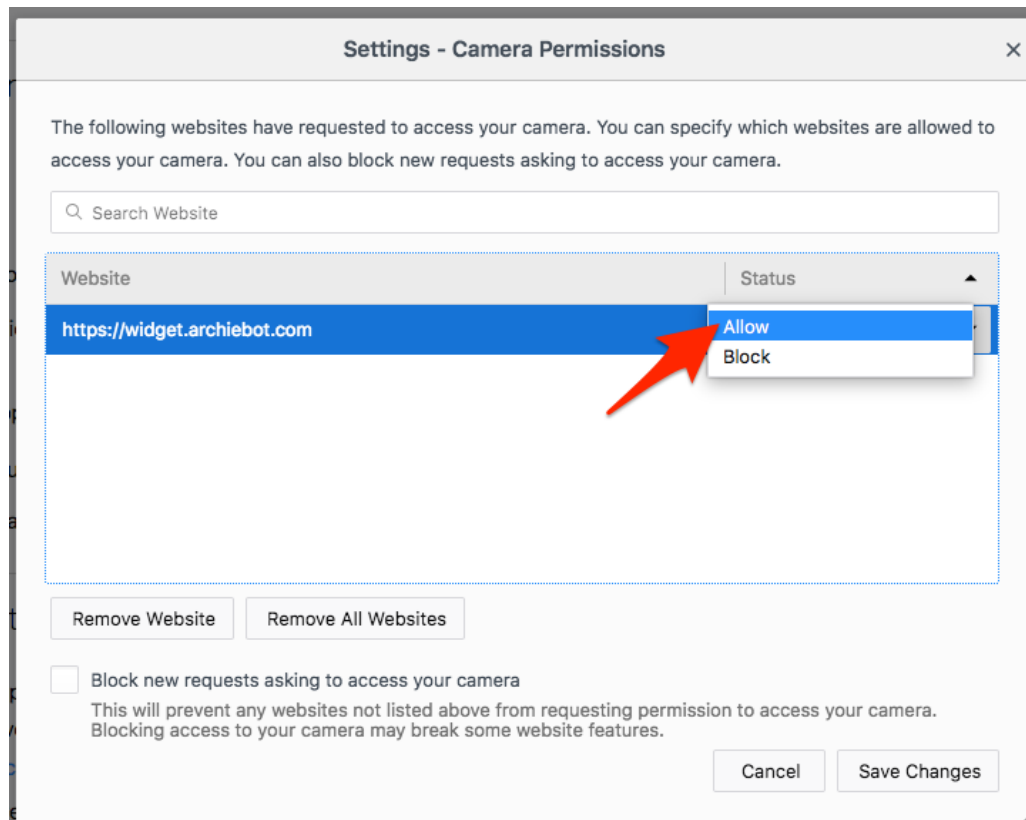 Settings - Camera Permissions
The following websites have requested to access your camera. You can specify which websites are allowed to
access your camera. You can also block new requests asking to access your camera.
Search Website
Website Status
https://widget.archiebot.com Allow
Block
Remove Website Remove All Websites
Block new requests asking to access your camera
This will prevent any websites not listed above from requesting permission to access your camera.
Blocking access to your camera may break some website features.
Cancel Save Changes